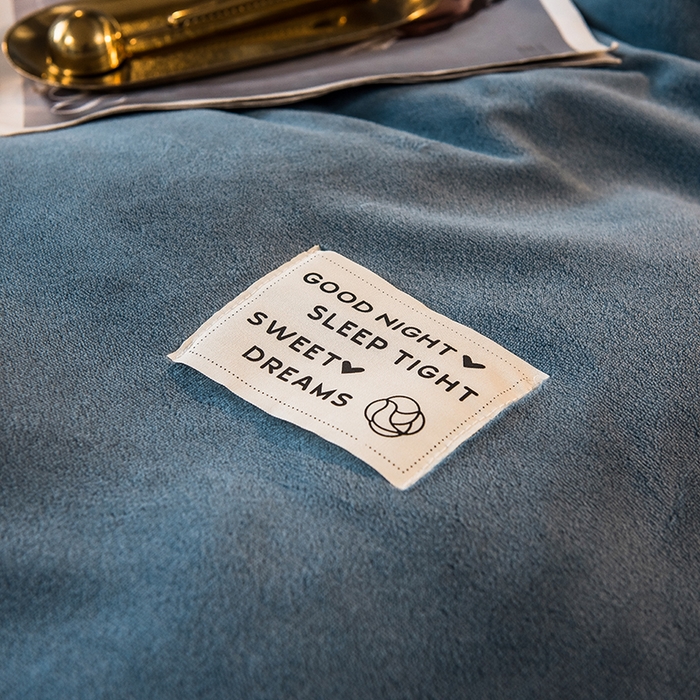 GOOD NIGHT ♥
SLEEP TIGHT
SWEET♥
DREAMS